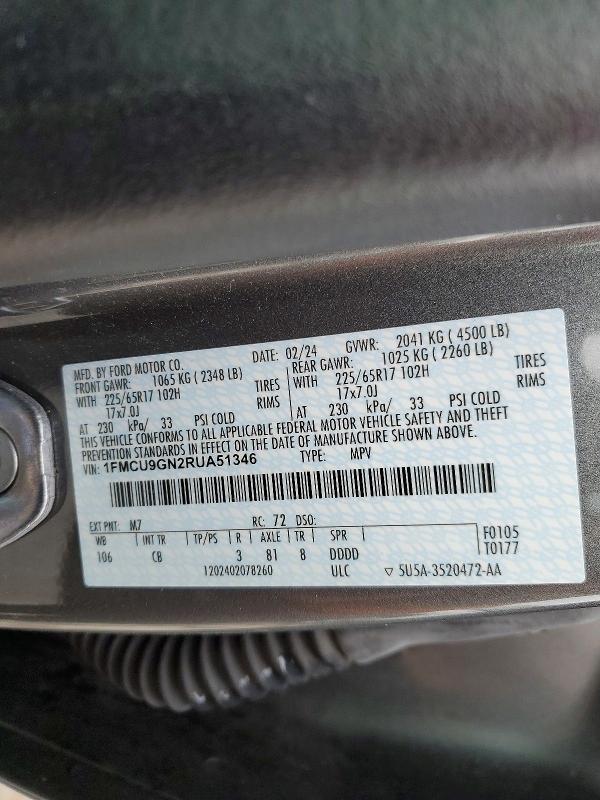 MFD. BY FORD MOTOR CO. DATE: 02/24 GVWR: 2041 KG ( 4500 LB)
FRONT GAWR: 1065 KG ( 2348 LB) REAR GAWR: 1025 KG ( 2260 LB)
WITH 225/65R17 102H TIRES WITH 225/65R17 102H TIRES
17x7.0J RIMS 17x7.0J RIMS
AT 230 kPa/ 33 PSI COLD AT 230 kPa/ 33 PSI COLD
THIS VEHICLE CONFORMS TO ALL APPLICABLE FEDERAL MOTOR VEHICLE SAFETY AND THEFT
PREVENTION STANDARDS IN EFFECT ON THE DATE OF MANUFACTURE SHOWN ABOVE.
VIN: 1FMCU9GN2RUA51346 TYPE: MPV
EXT PNT: M7 RC: 72 DSO:
WB INT TR TP/PS R AXLE TR SPR F0105
106 CB 3 81 8 DDDD T0177
1202402078260 ULC ▽ 5U5A-3520472-AA